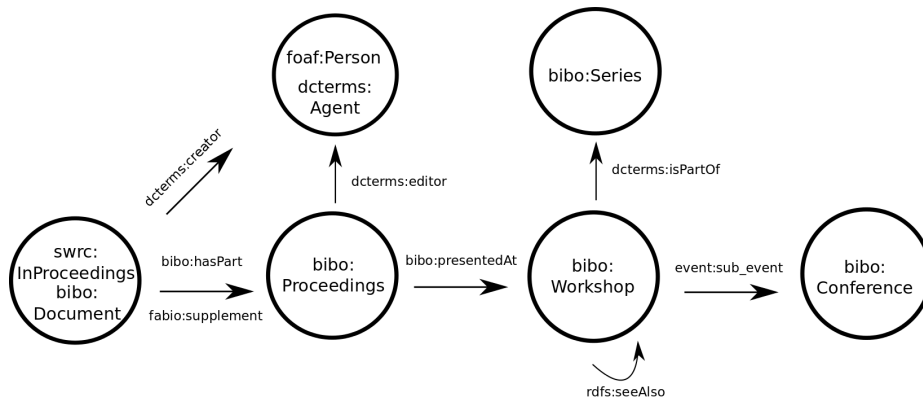 foaf:Person
dcterms:
Agent
bibo:Series
dcterms:creator
dcterms:editor
dcterms:isPartOf
swrc:
InProceedings
bibo:
Document
bibo:hasPart
fabio:supplement
bibo:
Proceedings
bibo:presentedAt
bibo:
Workshop
event:sub_event
bibo:
Conference
rdfs:seeAlso